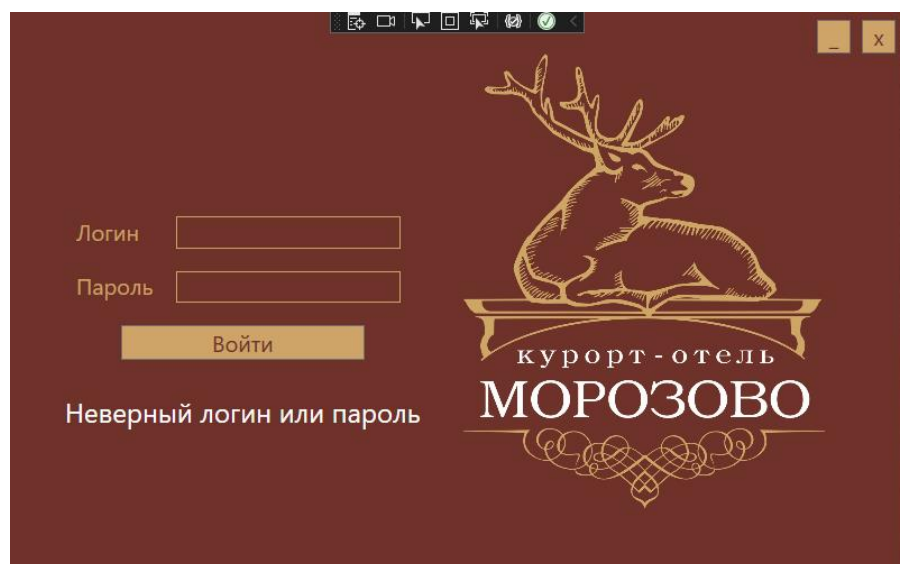 _ x
Логин
Пароль
Войти
Неверный логин или пароль
курорт-отель
МОРОЗОВО